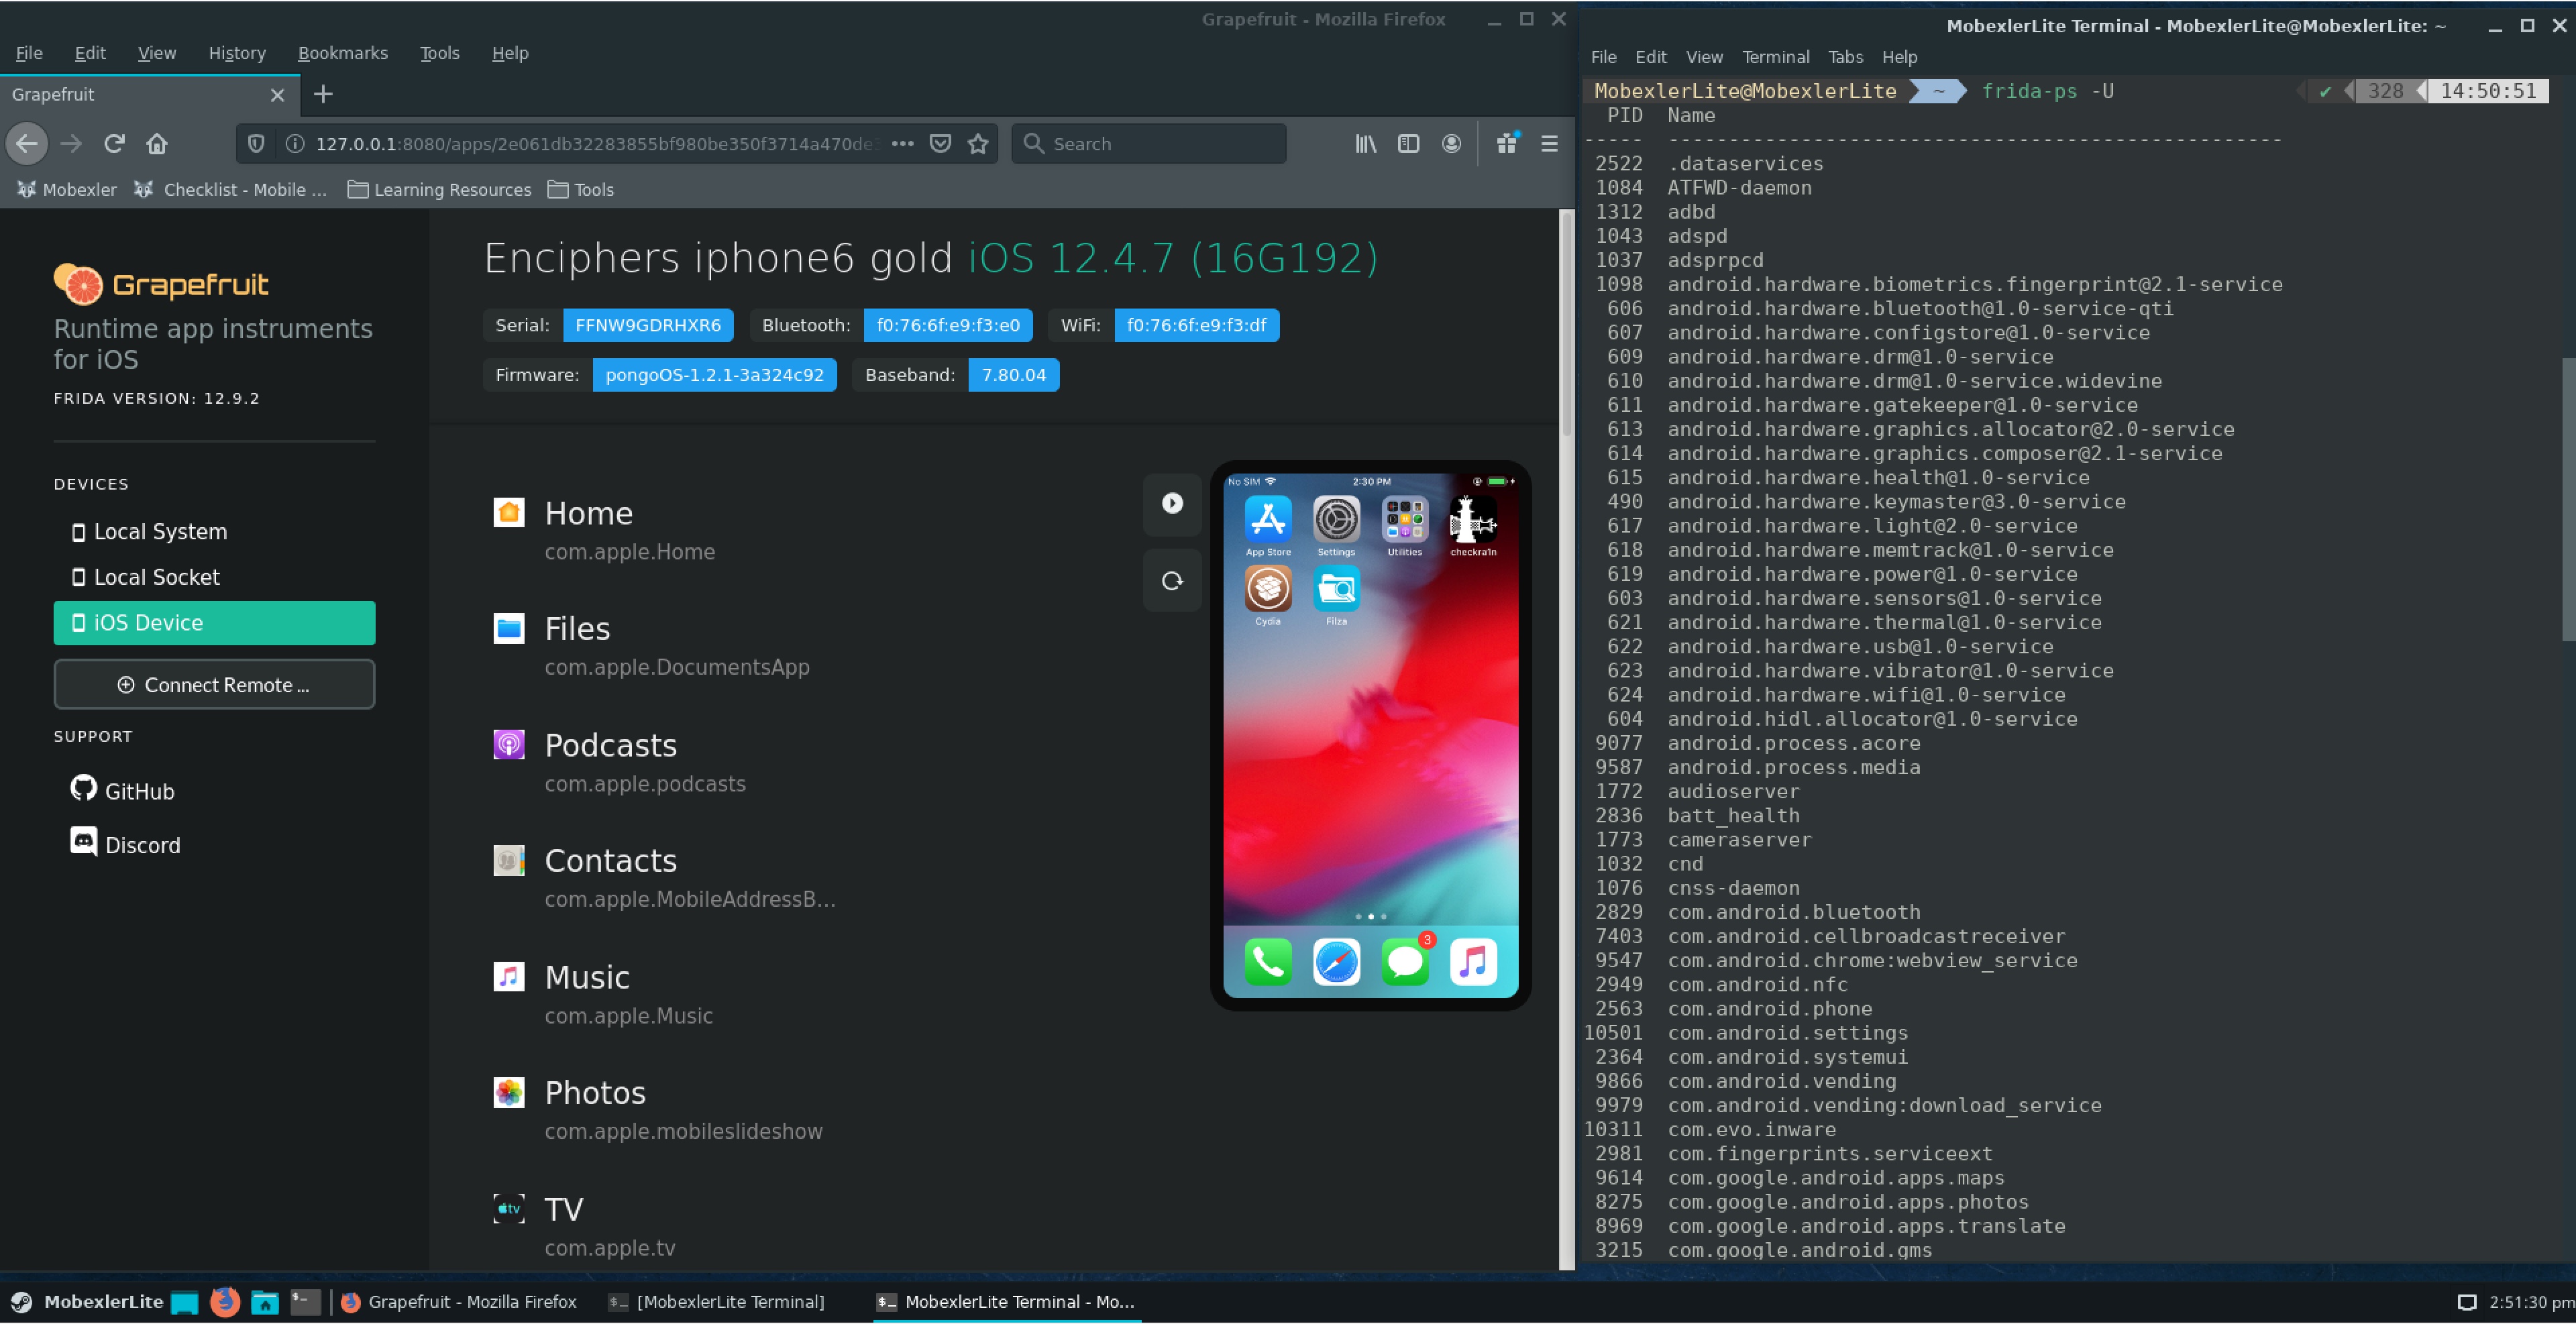 Grapefruit - Mozilla Firefox
File Edit View History Bookmarks Tools Help
Grapefruit
127.0.0.1:8080/apps/2e061db32283855bf980be350f3714a470de
Search
Mobexler Checklist - Mobile ... Learning Resources Tools
Grapefruit
Runtime app instruments
for iOS
FRIDA VERSION: 12.9.2
DEVICES
Local System
Local Socket
iOS Device
Connect Remote ...
SUPPORT
GitHub
Discord
Enciphers iphone6 gold iOS 12.4.7 (16G192)
Serial: FFNW9GDRHXR6 Bluetooth: f0:76:6f:e9:f3:e0 WiFi: f0:76:6f:e9:f3:df
Firmware: pongoOS-1.2.1-3a324c92 Baseband: 7.80.04
Home
com.apple.Home
Files
com.apple.DocumentsApp
Podcasts
com.apple.podcasts
Contacts
com.apple.MobileAddressB...
Music
com.apple.Music
Photos
com.apple.mobileslideshow
TV
tv
com.apple.tv
No SIM 2:30 PM
App Store Settings Utilities checkra1n
Cydia Filza
3
MobexlerLite Terminal - MobexlerLite@MobexlerLite: ~
File Edit View Terminal Tabs Help
MobexlerLite@MobexlerLite ~ frida-ps -U ✔ 328 14:50:51
PID Name
----- ---------------------------------------------------
2522 .dataservices
1084 ATFWD-daemon
1312 adbd
1043 adspd
1037 adsprpcd
1098 android.hardware.biometrics.fingerprint@2.1-service
606 android.hardware.bluetooth@1.0-service-qti
607 android.hardware.configstore@1.0-service
609 android.hardware.drm@1.0-service
610 android.hardware.drm@1.0-service.widevine
611 android.hardware.gatekeeper@1.0-service
613 android.hardware.graphics.allocator@2.0-service
614 android.hardware.graphics.composer@2.1-service
615 android.hardware.health@1.0-service
490 android.hardware.keymaster@3.0-service
617 android.hardware.light@2.0-service
618 android.hardware.memtrack@1.0-service
619 android.hardware.power@1.0-service
603 android.hardware.sensors@1.0-service
621 android.hardware.thermal@1.0-service
622 android.hardware.usb@1.0-service
623 android.hardware.vibrator@1.0-service
624 android.hardware.wifi@1.0-service
604 android.hidl.allocator@1.0-service
9077 android.process.acore
9587 android.process.media
1772 audioserver
2836 batt_health
1773 cameraserver
1032 cnd
1076 cnss-daemon
2829 com.android.bluetooth
7403 com.android.cellbroadcastreceiver
9547 com.android.chrome:webview_service
2949 com.android.nfc
2563 com.android.phone
10501 com.android.settings
2364 com.android.systemui
9866 com.android.vending
9979 com.android.vending:download_service
10311 com.evo.inware
2981 com.fingerprints.serviceext
9614 com.google.android.apps.maps
8275 com.google.android.apps.photos
8969 com.google.android.apps.translate
3215 com.google.android.gms
MobexlerLite Grapefruit - Mozilla Firefox [MobexlerLite Terminal] MobexlerLite Terminal - Mo... 2:51:30 pm